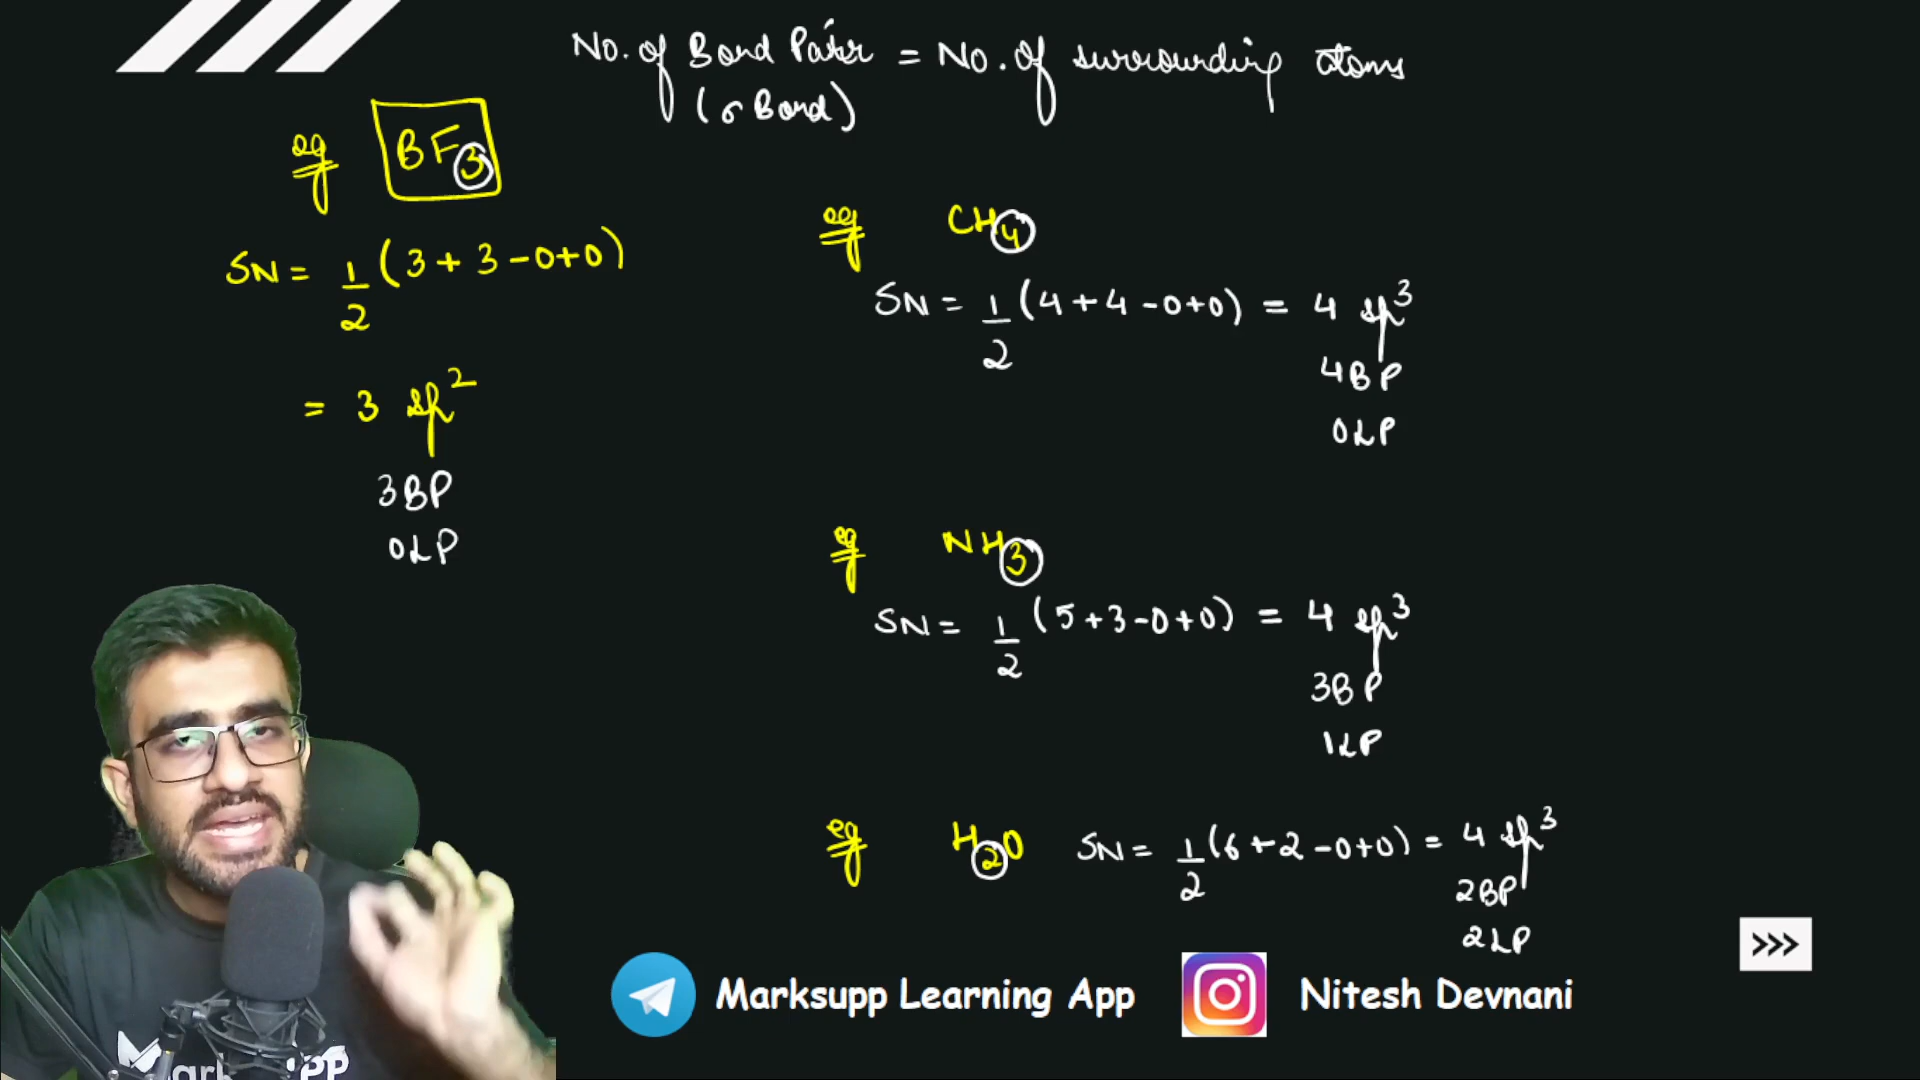 No. of Bond Pairs = No. of surrounding atoms
(σ Bond)
eg BF3
SN = 1/2 (3+3-0+0)
= 3 sp²
3BP
0LP
eg CH4
SN = 1/2 (4+4-0+0) = 4 sp³
4BP
0LP
eg NH3
SN = 1/2 (5+3-0+0) = 4 sp³
3BP
1LP
eg H2O SN = 1/2 (6+2-0+0) = 4 sp³
2BP
2LP
>>>
Marksupp Learning App Nitesh Devnani